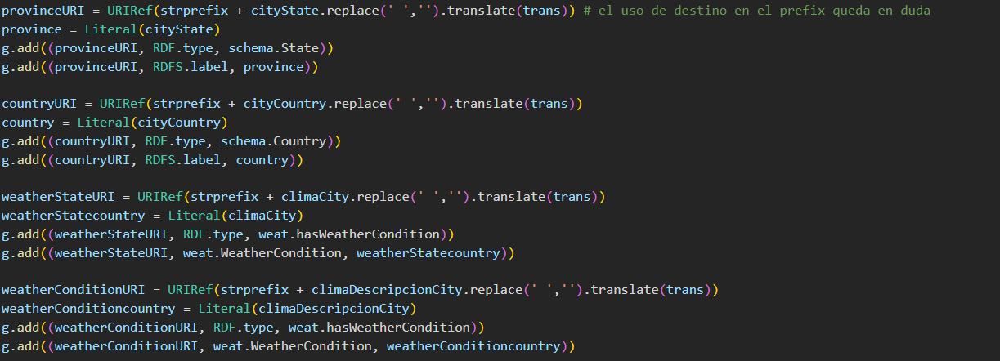 provinceURI = URIRef(strprefix + cityState.replace(' ','').translate(trans)) # el uso de destino en el prefix queda en duda
province = Literal(cityState)
g.add((provinceURI, RDF.type, schema.State))
g.add((provinceURI, RDFS.label, province))

countryURI = URIRef(strprefix + cityCountry.replace(' ','').translate(trans))
country = Literal(cityCountry)
g.add((countryURI, RDF.type, schema.Country))
g.add((countryURI, RDFS.label, country))

weatherStateURI = URIRef(strprefix + climaCity.replace(' ','').translate(trans))
weatherStatecountry = Literal(climaCity)
g.add((weatherStateURI, RDF.type, weat.hasWeatherCondition))
g.add((weatherStateURI, weat.WeatherCondition, weatherStatecountry))

weatherConditionURI = URIRef(strprefix + climaDescripcionCity.replace(' ','').translate(trans))
weatherConditioncountry = Literal(climaDescripcionCity)
g.add((weatherConditionURI, RDF.type, weat.hasWeatherCondition))
g.add((weatherConditionURI, weat.WeatherCondition, weatherConditioncountry))